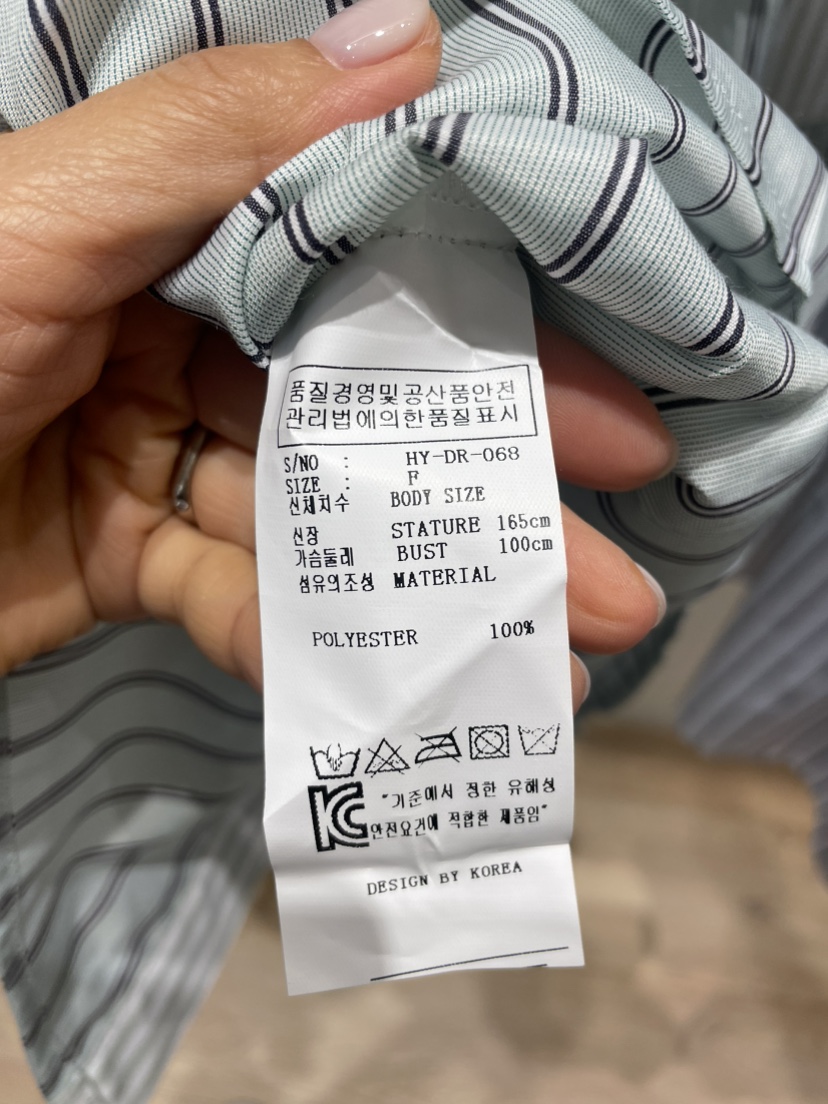 품질경영및공산품안전
관리법에의한품질표시
S/NO : HY-DR-068
SIZE : F
신체치수 BODY SIZE
신장 STATURE 165cm
가슴둘레 BUST 100cm
섬유의조성 MATERIAL
POLYESTER 100%
KC "기준에서 정한 유해성
안전요건에 적합한 제품임"
DESIGN BY KOREA